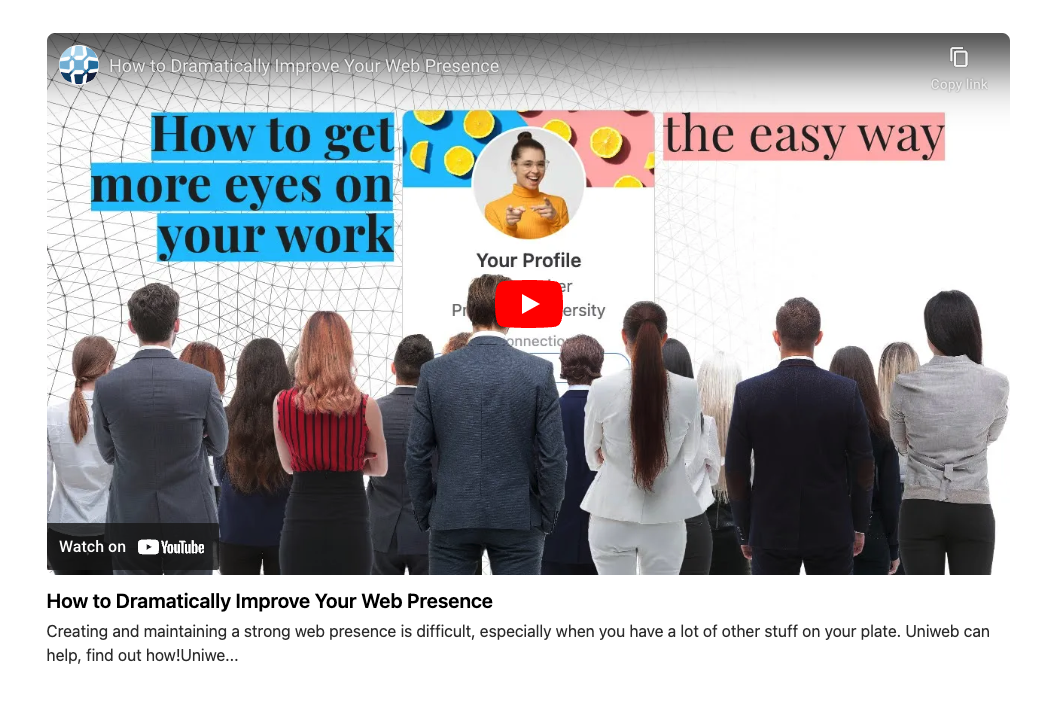 How to Dramatically Improve Your Web Presence
Copy link
How to get
more eyes on
your work
the easy way
Your Profile
Watch on YouTube
How to Dramatically Improve Your Web Presence
Creating and maintaining a strong web presence is difficult, especially when you have a lot of other stuff on your plate. Uniweb can
help, find out how!Uniwe...